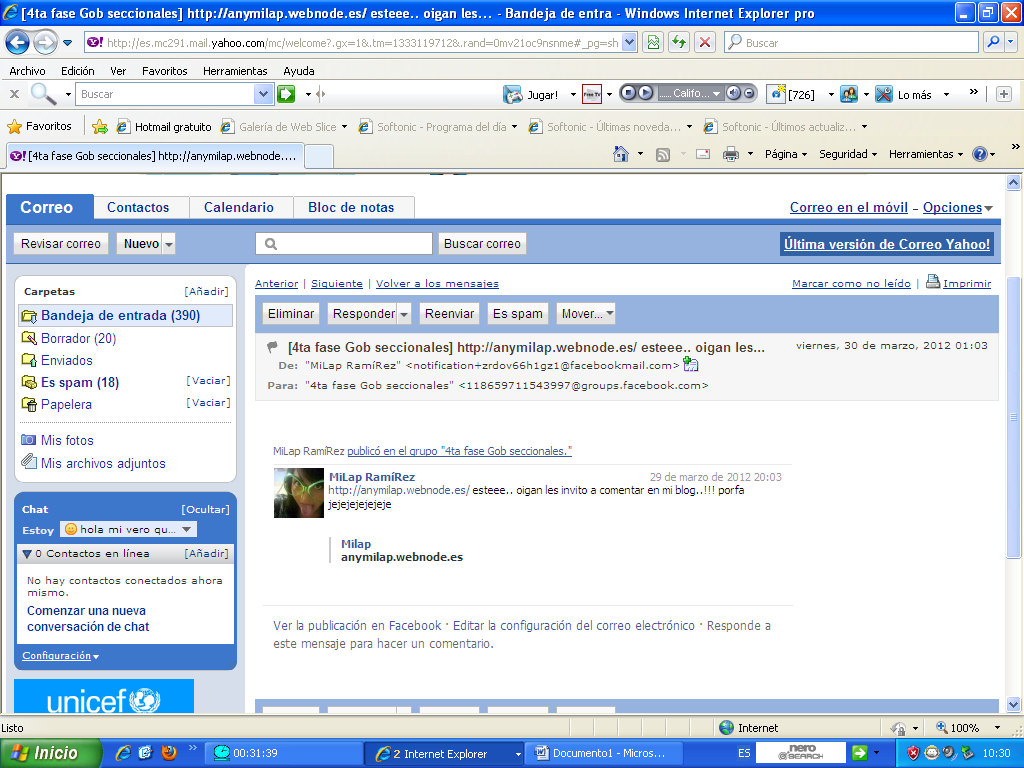 [4ta fase Gob seccionales] http://anymilap.webnode.es/ esteee.. oigan les... - Bandeja de entra - Windows Internet Explorer pro
http://es.mc291.mail.yahoo.com/mc/welcome?.gx=1&.tm=1333119712&.rand=0mv21oc9nsnme#_pg=sh
Buscar
Archivo Edición Ver Favoritos Herramientas Ayuda
Buscar
Jugar!
Free TV
...... Califo...
[726]
Lo más
»
Favoritos
Hotmail gratuito
Galería de Web Slice
Softonic - Programa del día
Softonic - Últimas noveda...
Softonic - Últimos actualiz...
[4ta fase Gob seccionales] http://anymilap.webnode....
Página Seguridad Herramientas
»
Correo Contactos Calendario Bloc de notas
Correo en el móvil - Opciones
Revisar correo Nuevo Buscar correo
Última versión de Correo Yahoo!
Carpetas [Añadir]
Bandeja de entrada (390)
Borrador (20)
Enviados
Es spam (18) [Vaciar]
Papelera [Vaciar]
Mis fotos
Mis archivos adjuntos
Chat [Ocultar]
Estoy hola mi vero qu...
0 Contactos en línea [Añadir]
No hay contactos conectados ahora
mismo.
Comenzar una nueva
conversación de chat
Configuración
unicef
Anterior | Siguiente | Volver a los mensajes
Marcar como no leído | Imprimir
Eliminar Responder Reenviar Es spam Mover...
[4ta fase Gob seccionales] http://anymilap.webnode.es/ esteee.. oigan les...
viernes, 30 de marzo, 2012 01:03
De: "MiLap RamíRez" <notification+zrdov66h1gz1@facebookmail.com>
Para: "4ta fase Gob seccionales" <118659711543997@groups.facebook.com>
MiLap RamíRez publicó en el grupo "4ta fase Gob seccionales."
MiLap RamíRez 29 de marzo de 2012 20:03
http://anymilap.webnode.es/ esteee.. oigan les invito a comentar en mi blog..!!! porfa
jejejejejejeje
Milap
anymilap.webnode.es
Ver la publicación en Facebook · Editar la configuración del correo electrónico · Responde a
este mensaje para hacer un comentario.
Listo
Internet
100%
Inicio
»
00:31:39
2 Internet Explorer
Documento1 - Micros...
ES
nero
SEARCH
10:30